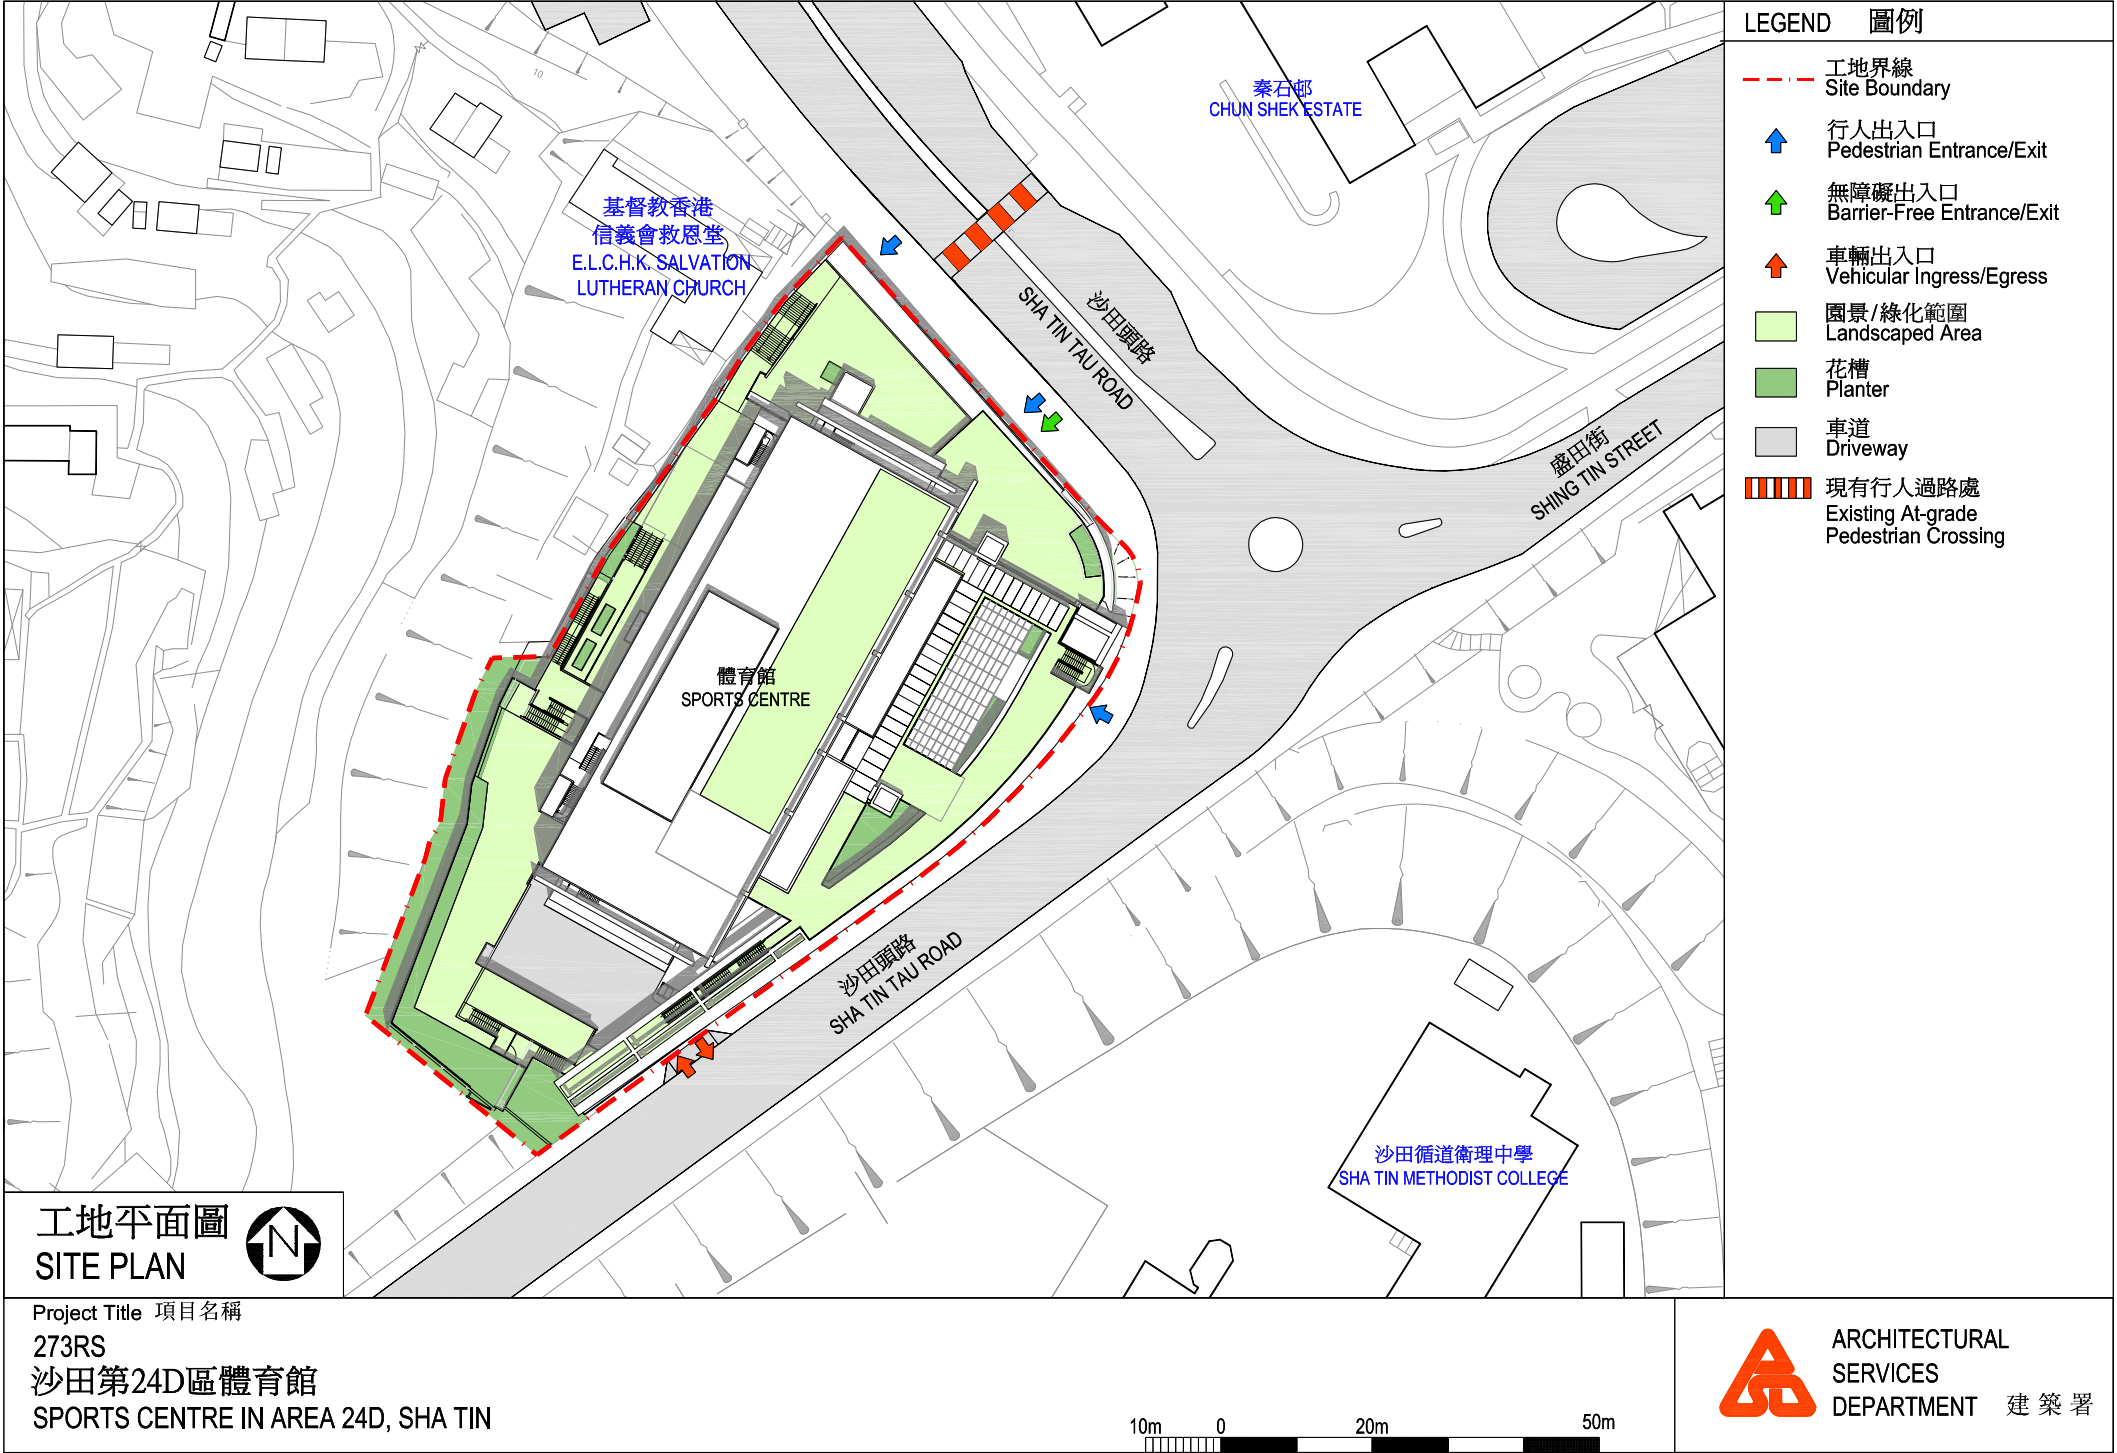 LEGEND 圖例
工地界線
Site Boundary
行人出入口
Pedestrian Entrance/Exit
無障礙出入口
Barrier-Free Entrance/Exit
車輛出入口
Vehicular Ingress/Egress
園景/綠化範圍
Landscaped Area
花槽
Planter
車道
Driveway
現有行人過路處
Existing At-grade
Pedestrian Crossing
10
秦石邨
CHUN SHEK ESTATE
基督教香港
信義會救恩堂
E.L.C.H.K. SALVATION
LUTHERAN CHURCH
沙田頭路
SHA TIN TAU ROAD
盛田街
SHING TIN STREET
體育館
SPORTS CENTRE
沙田頭路
SHA TIN TAU ROAD
沙田循道衛理中學
SHA TIN METHODIST COLLEGE
工地平面圖
SITE PLAN
N
Project Title 項目名稱
273RS
沙田第24D區體育館
SPORTS CENTRE IN AREA 24D, SHA TIN
10m 0 20m 50m
ARCHITECTURAL
SERVICES
DEPARTMENT 建築署